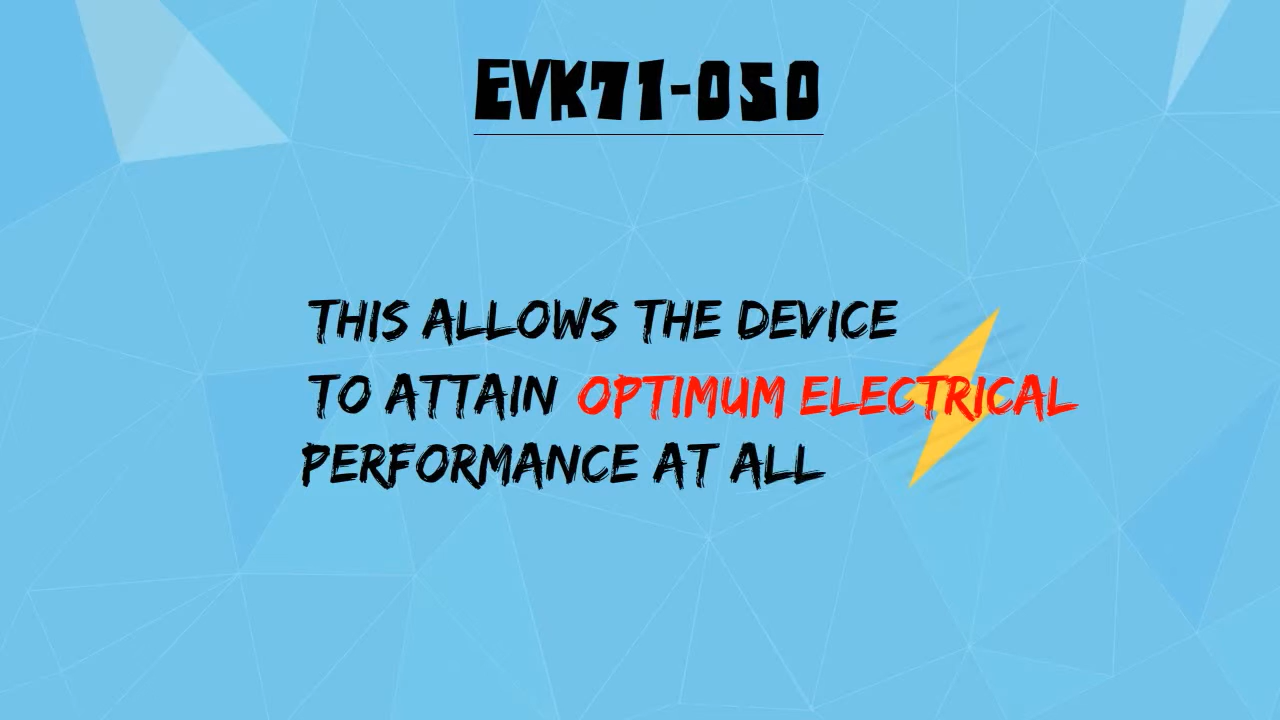 EVK71-050
THIS ALLOWS THE DEVICE
TO ATTAIN OPTIMUM ELECTRICAL
PERFORMANCE AT ALL